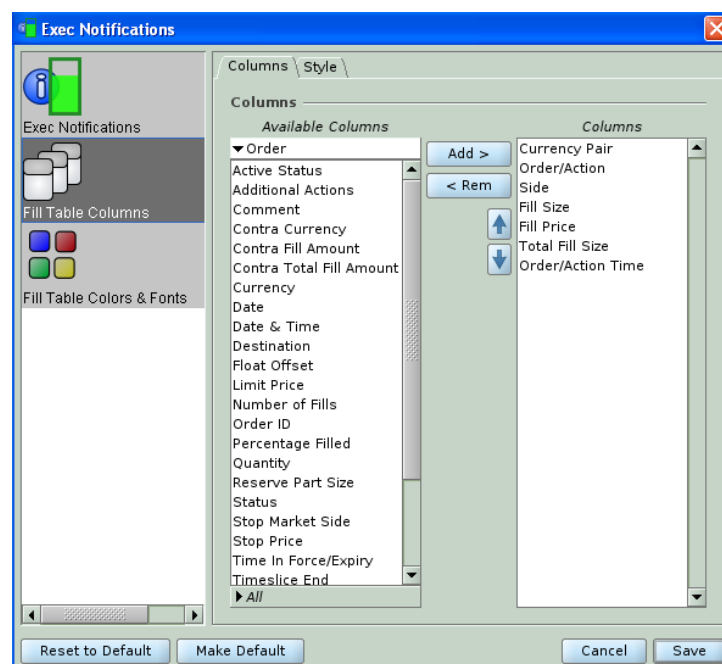 Exec Notifications
Exec Notifications
Fill Table Columns
Fill Table Colors & Fonts
Columns
Style
Columns
Available Columns
Order
Active Status
Additional Actions
Comment
Contra Currency
Contra Fill Amount
Contra Total Fill Amount
Currency
Date
Date & Time
Destination
Float Offset
Limit Price
Number of Fills
Order ID
Percentage Filled
Quantity
Reserve Part Size
Status
Stop Market Side
Stop Price
Time In Force/Expiry
Timeslice End
All
Add >
< Rem
Columns
Currency Pair
Order/Action
Side
Fill Size
Fill Price
Total Fill Size
Order/Action Time
Reset to Default
Make Default
Cancel
Save